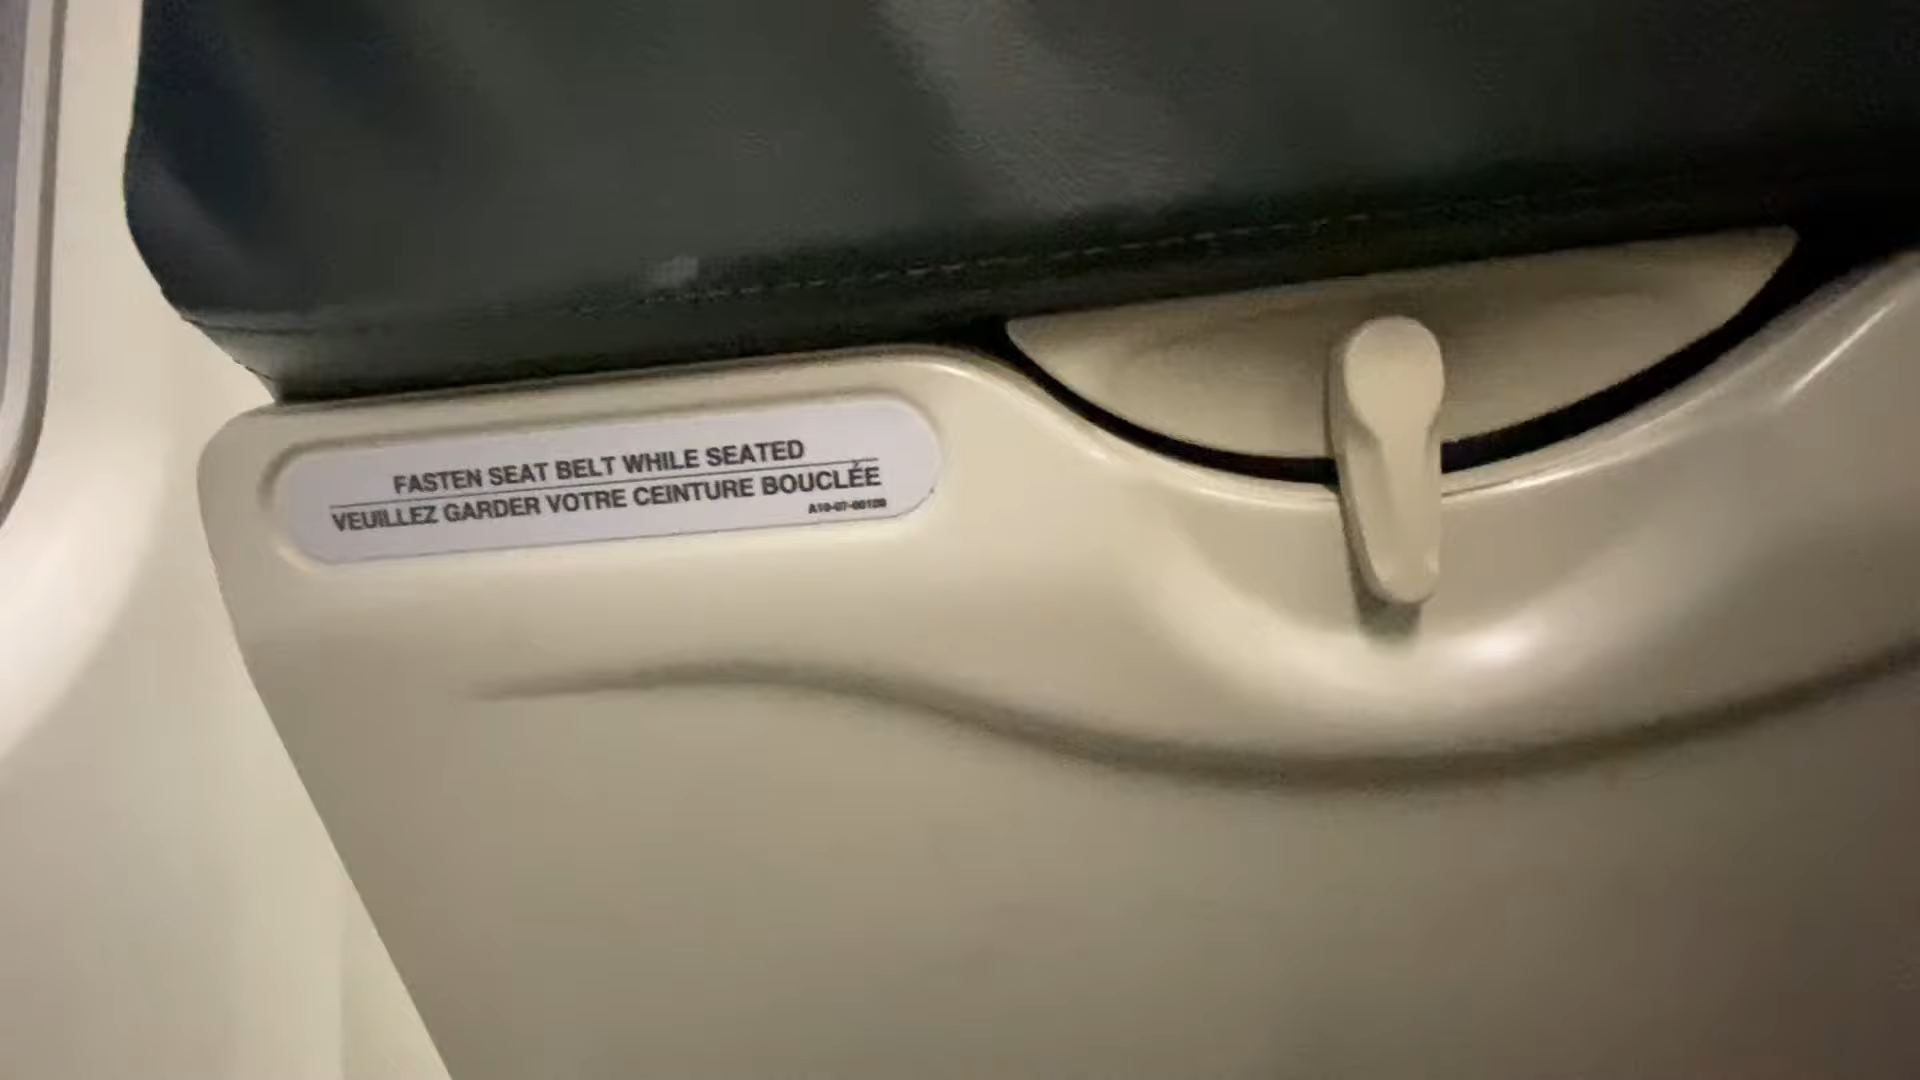 FASTEN SEAT BELT WHILE SEATED
VEUILLEZ GARDER VOTRE CEINTURE BOUCLÉE